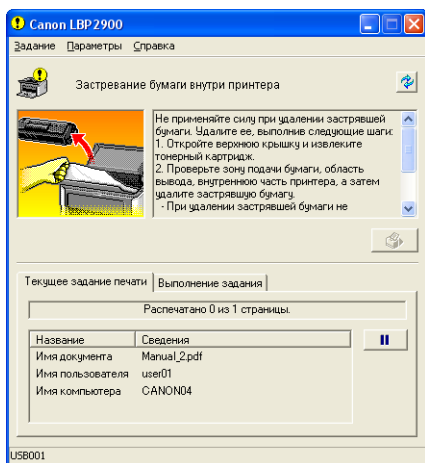 Canon LBP2900
Задание Параметры Справка
Застревание бумаги внутри принтера
Не применяйте силу при удалении застрявшей
бумаги. Удалите ее, выполнив следующие шаги:
1. Откройте верхнюю крышку и извлеките
тонерный картридж.
2. Проверьте зону подачи бумаги, область
вывода, внутреннюю часть принтера, а затем
удалите застрявшую бумагу.
- При удалении застрявшей бумаги не
Текущее задание печати Выполнение задания
Распечатано 0 из 1 страницы.
Название Сведения
Имя документа Manual_2.pdf
Имя пользователя user01
Имя компьютера CANON04
USB001